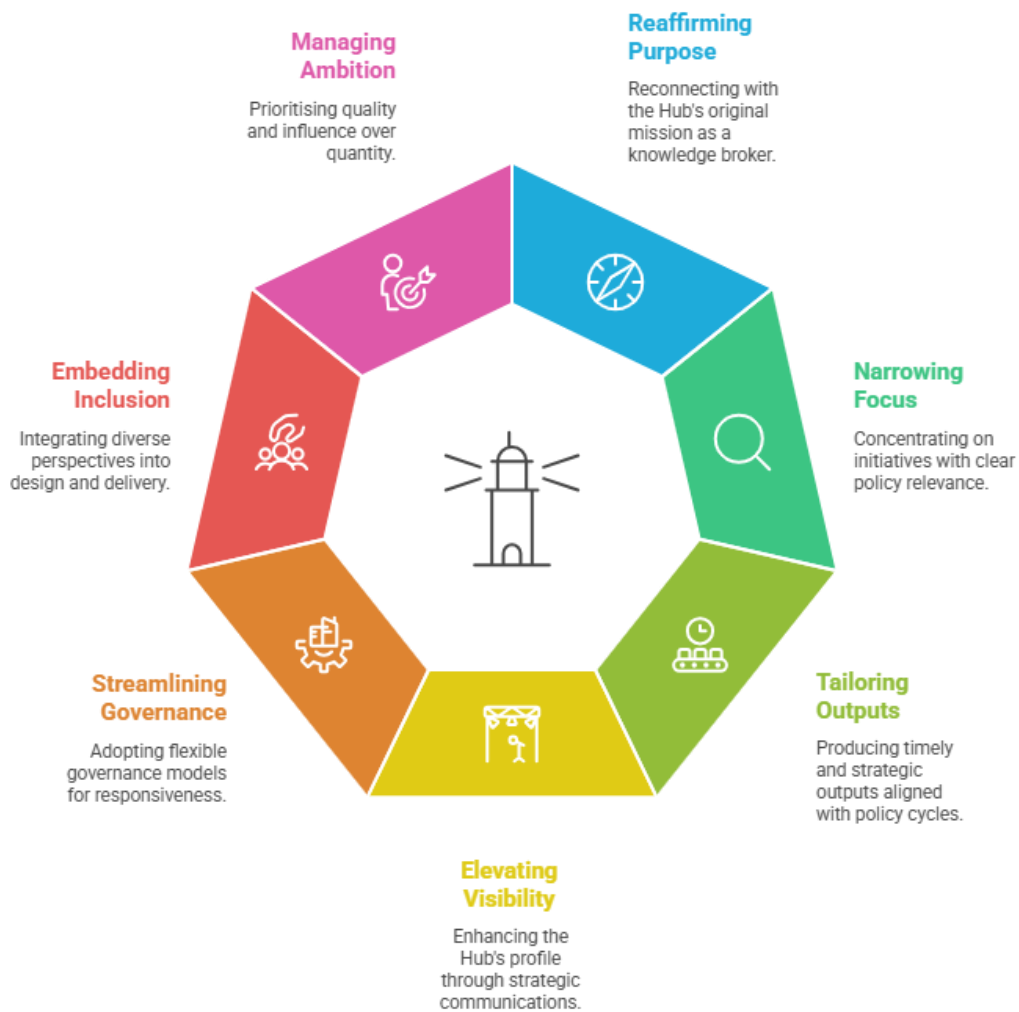 Managing
Ambition
Prioritising quality
and influence over
quantity.
Reaffirming
Purpose
Reconnecting with
the Hub's original
mission as a
knowledge broker.
Embedding
Inclusion
Integrating diverse
perspectives into
design and delivery.
Narrowing
Focus
Concentrating on
initiatives with clear
policy relevance.
Streamlining
Governance
Adopting flexible
governance models
for responsiveness.
Tailoring
Outputs
Producing timely
and strategic
outputs aligned
with policy cycles.
Elevating
Visibility
Enhancing the
Hub's profile
through strategic
communications.